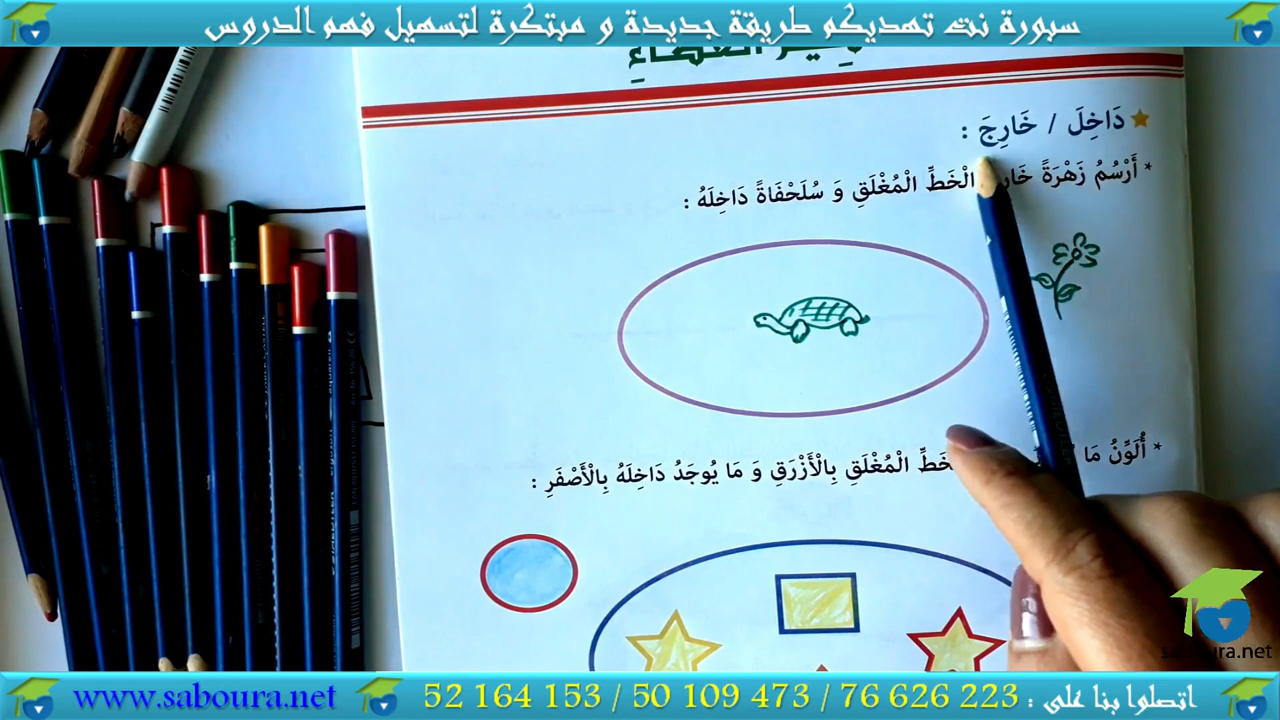 سبورة نت تهديكم طريقة جديدة و مبتكرة لتسهيل فهم الدروس
دَاخِلَ / خَارِجَ :
* أَرْسُمُ زَهْرَةً الْخَطِّ الْمُغْلَقِ وَ سُلَحْفَاةً دَاخِلَهُ :
* أُلَوِّنُ مَا الْمُغْلَقِ بِالْأَزْرَقِ وَ مَا يُوجَدُ دَاخِلَهُ بِالْأَصْفَرِ :
saboura.net
www.saboura.net
اتصلوا بنا على : 52 164 153 / 50 109 473 / 76 626 223